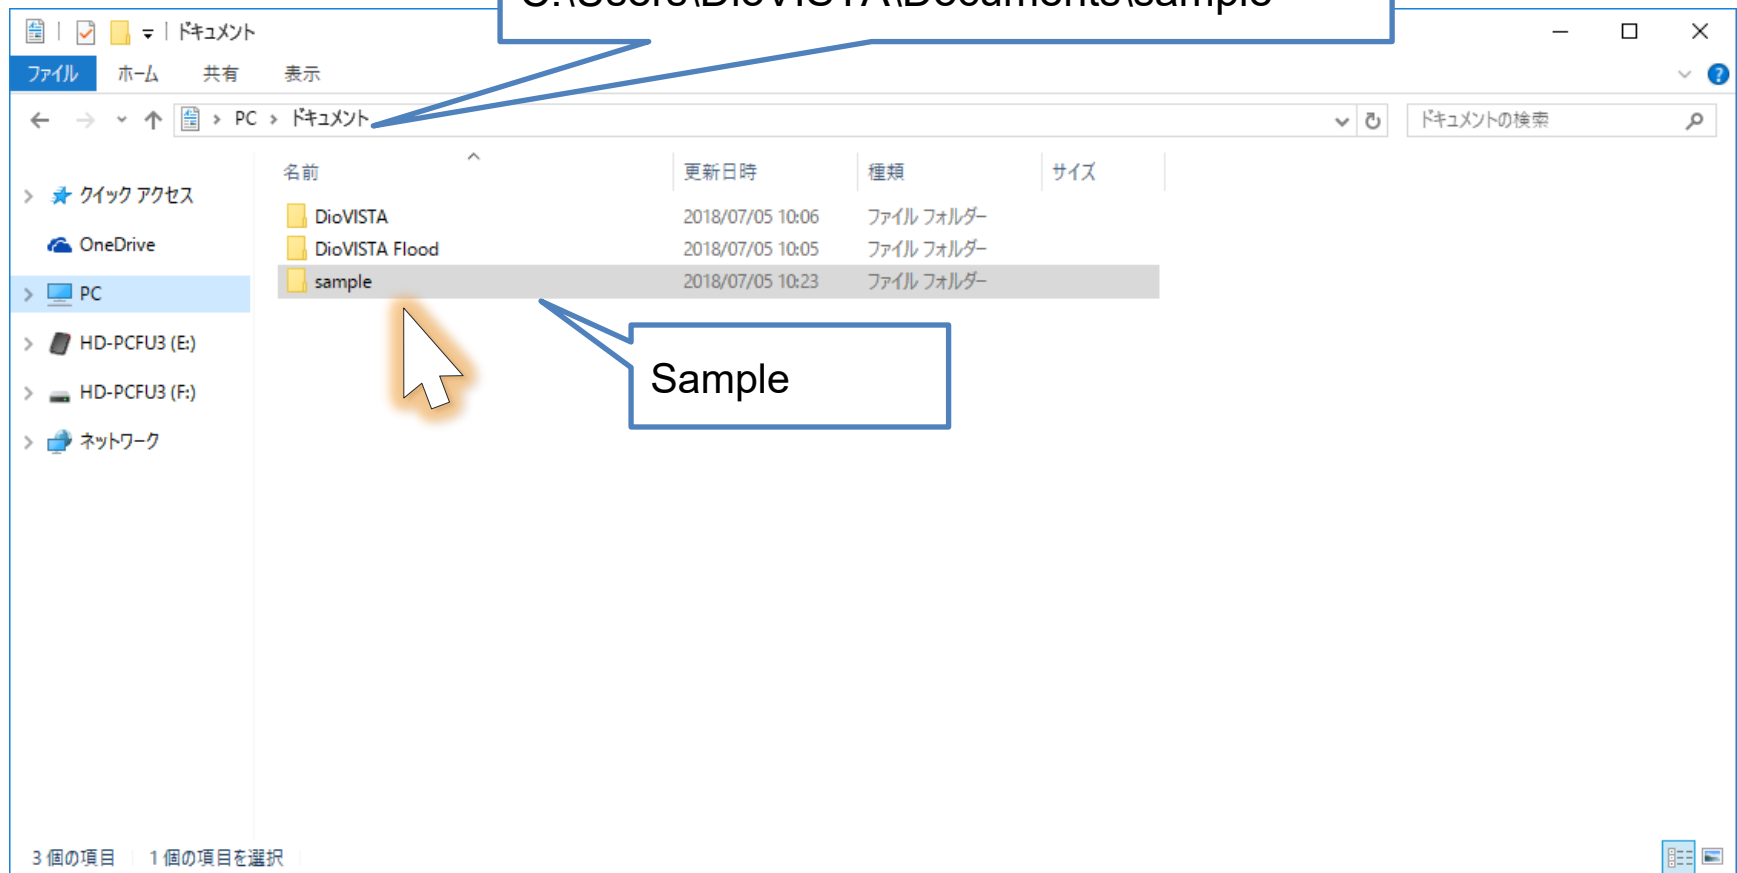 C:\Users\DioVISTA\Documents\sample
ドキュメント
ファイル ホーム 共有 表示
PC ドキュメント ドキュメントの検索
名前 更新日時 種類 サイズ
クイック アクセス
DioVISTA 2018/07/05 10:06 ファイル フォルダー
OneDrive
DioVISTA Flood 2018/07/05 10:05 ファイル フォルダー
PC
sample 2018/07/05 10:23 ファイル フォルダー
HD-PCFU3 (E:)
Sample
HD-PCFU3 (F:)
ネットワーク
3 個の項目 1 個の項目を選択